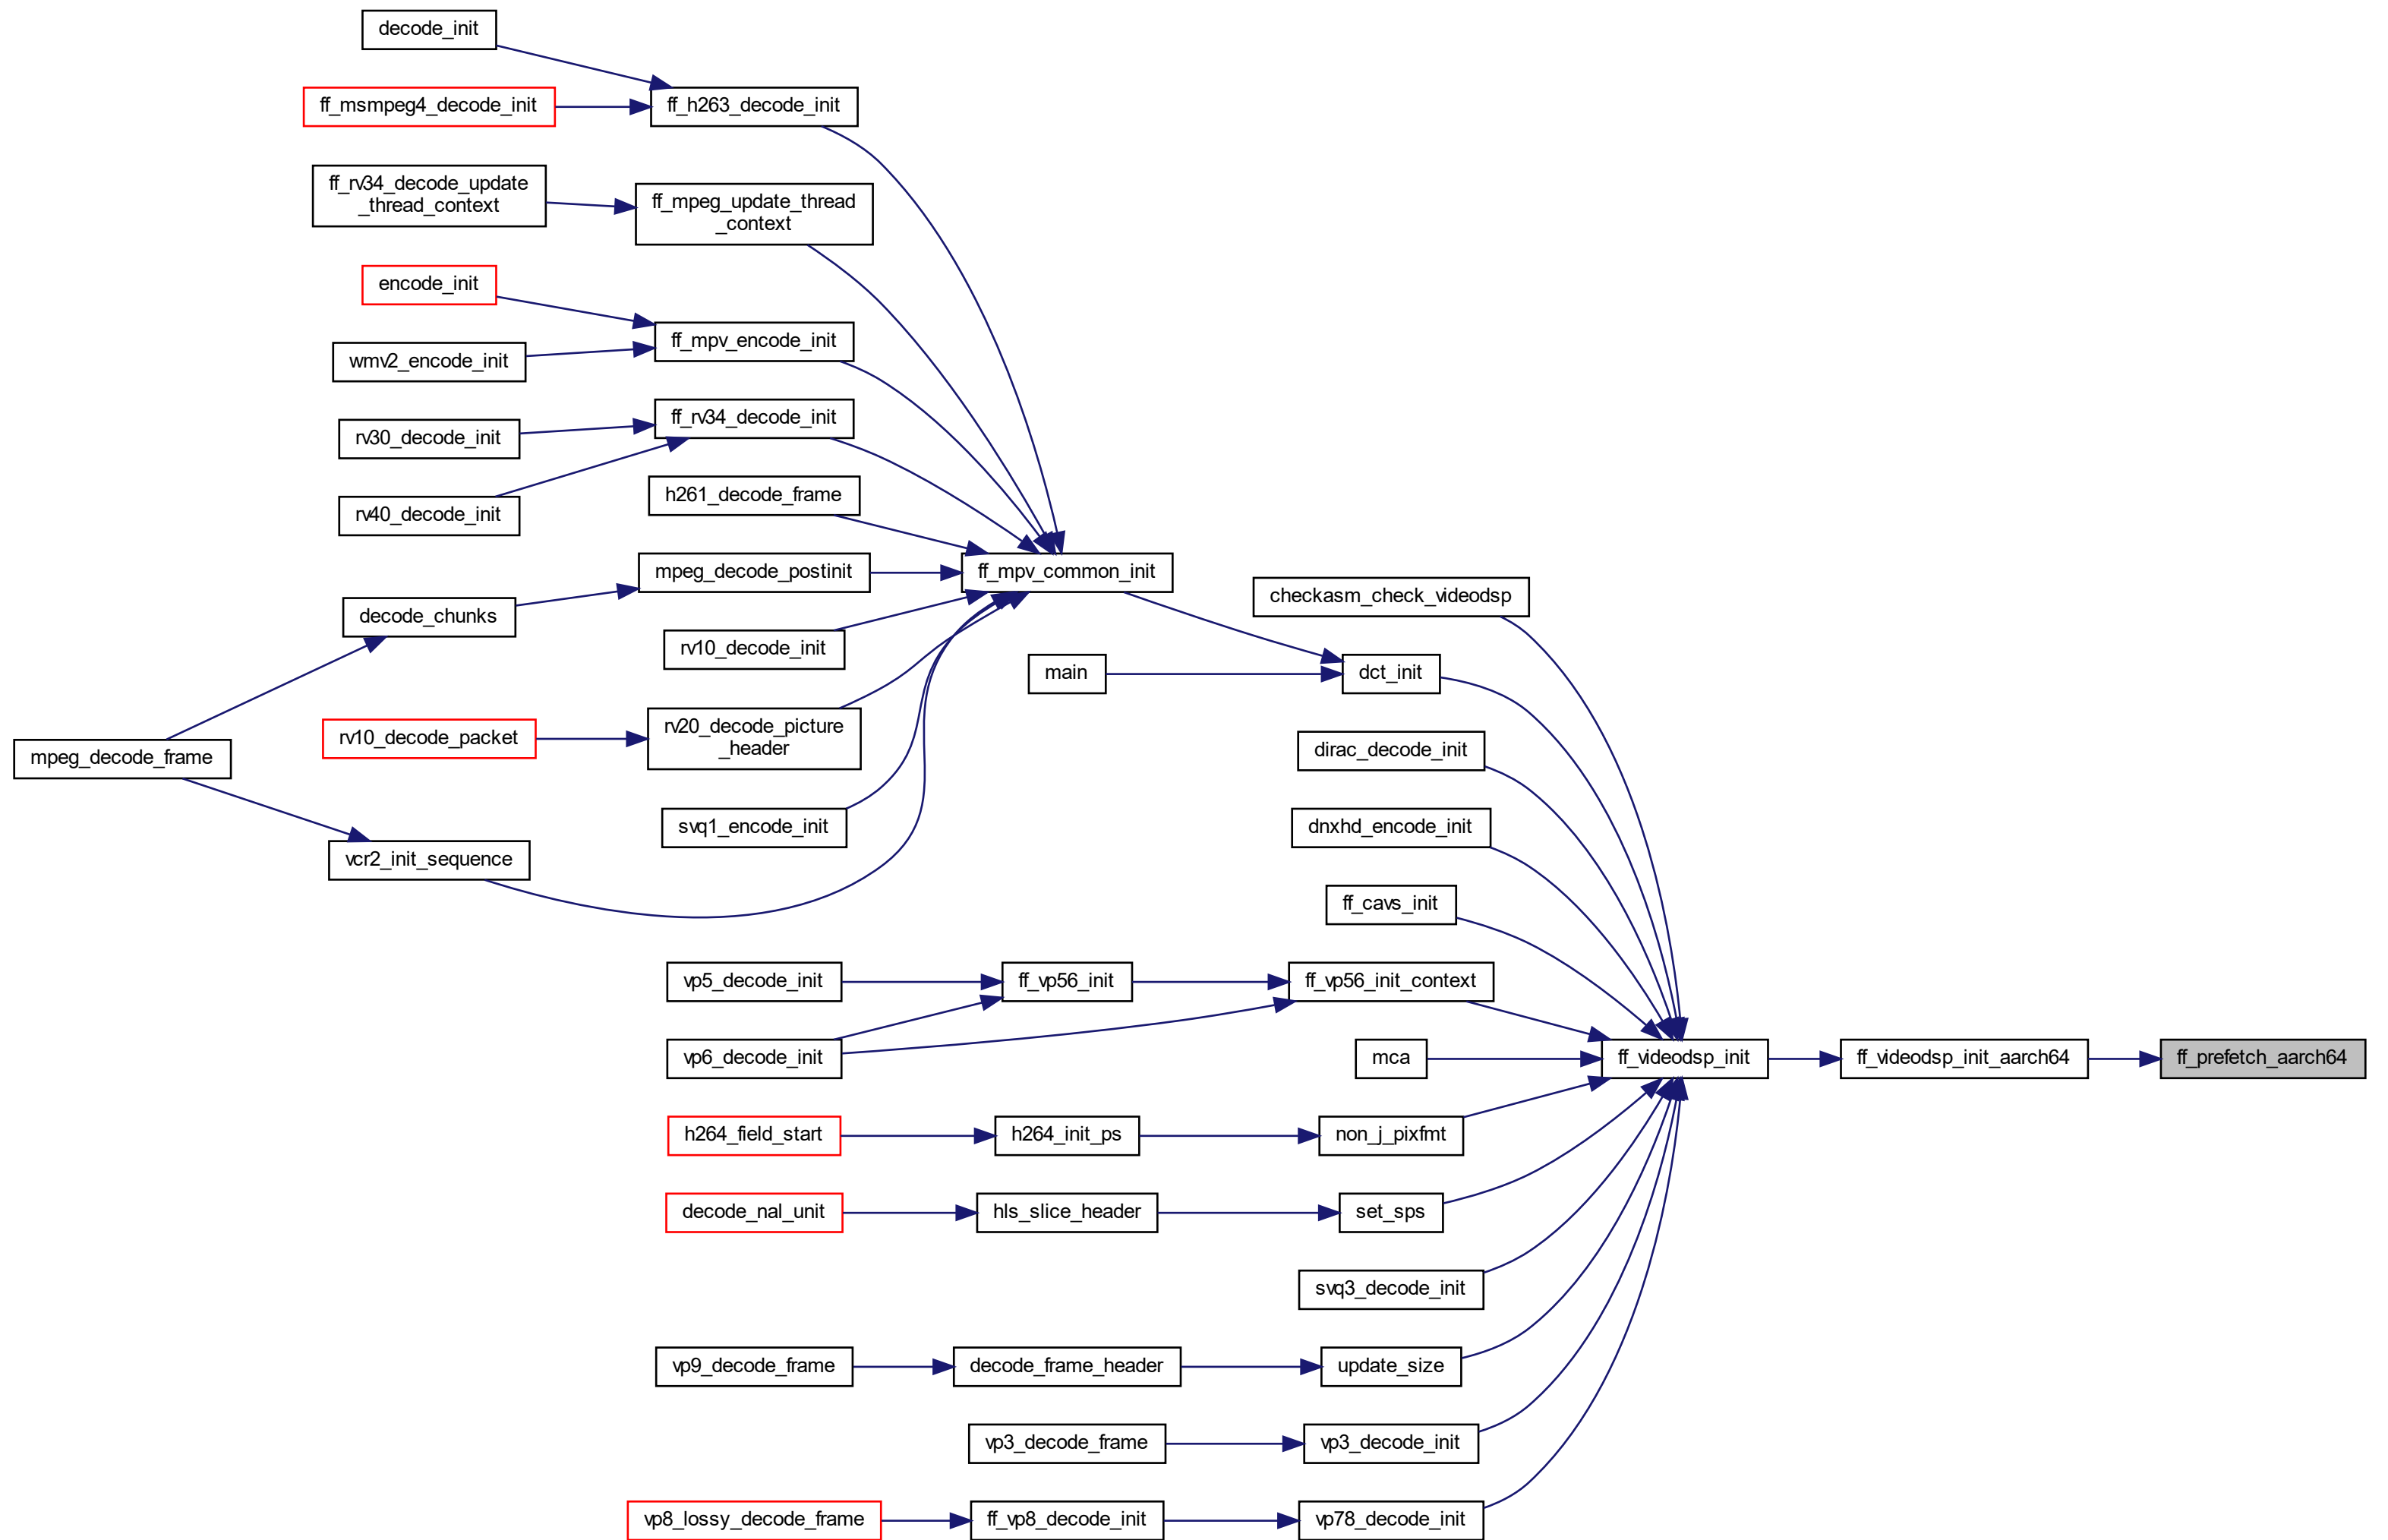 decode_init
ff_msmpeg4_decode_init
ff_h263_decode_init
ff_rv34_decode_update
_thread_context
ff_mpeg_update_thread
_context
encode_init
ff_mpv_encode_init
wmv2_encode_init
ff_rv34_decode_init
rv30_decode_init
h261_decode_frame
rv40_decode_init
mpeg_decode_postinit
ff_mpv_common_init
checkasm_check_videodsp
decode_chunks
rv10_decode_init
main
dct_init
rv20_decode_picture
_header
rv10_decode_packet
mpeg_decode_frame
dirac_decode_init
svq1_encode_init
dnxhd_encode_init
vcr2_init_sequence
ff_cavs_init
vp5_decode_init
ff_vp56_init
ff_vp56_init_context
vp6_decode_init
mca
ff_videodsp_init
ff_videodsp_init_aarch64
ff_prefetch_aarch64
h264_field_start
h264_init_ps
non_j_pixfmt
decode_nal_unit
hls_slice_header
set_sps
svq3_decode_init
vp9_decode_frame
decode_frame_header
update_size
vp3_decode_frame
vp3_decode_init
vp8_lossy_decode_frame
ff_vp8_decode_init
vp78_decode_init